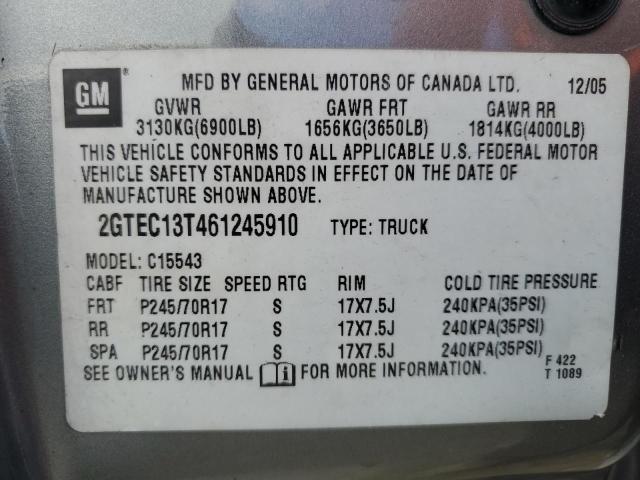 GM®
MFD BY GENERAL MOTORS OF CANADA LTD. 12/05
GVWR GAWR FRT GAWR RR
3130KG(6900LB) 1656KG(3650LB) 1814KG(4000LB)
THIS VEHICLE CONFORMS TO ALL APPLICABLE U.S. FEDERAL MOTOR
VEHICLE SAFETY STANDARDS IN EFFECT ON THE DATE OF
MANUFACTURE SHOWN ABOVE.
2GTEC13T461245910 TYPE: TRUCK
MODEL: C15543
CABF TIRE SIZE SPEED RTG RIM COLD TIRE PRESSURE
FRT P245/70R17 S 17X7.5J 240KPA(35PSI)
RR P245/70R17 S 17X7.5J 240KPA(35PSI)
SPA P245/70R17 S 17X7.5J 240KPA(35PSI)
SEE OWNER'S MANUAL i FOR MORE INFORMATION.
F 422
T 1089